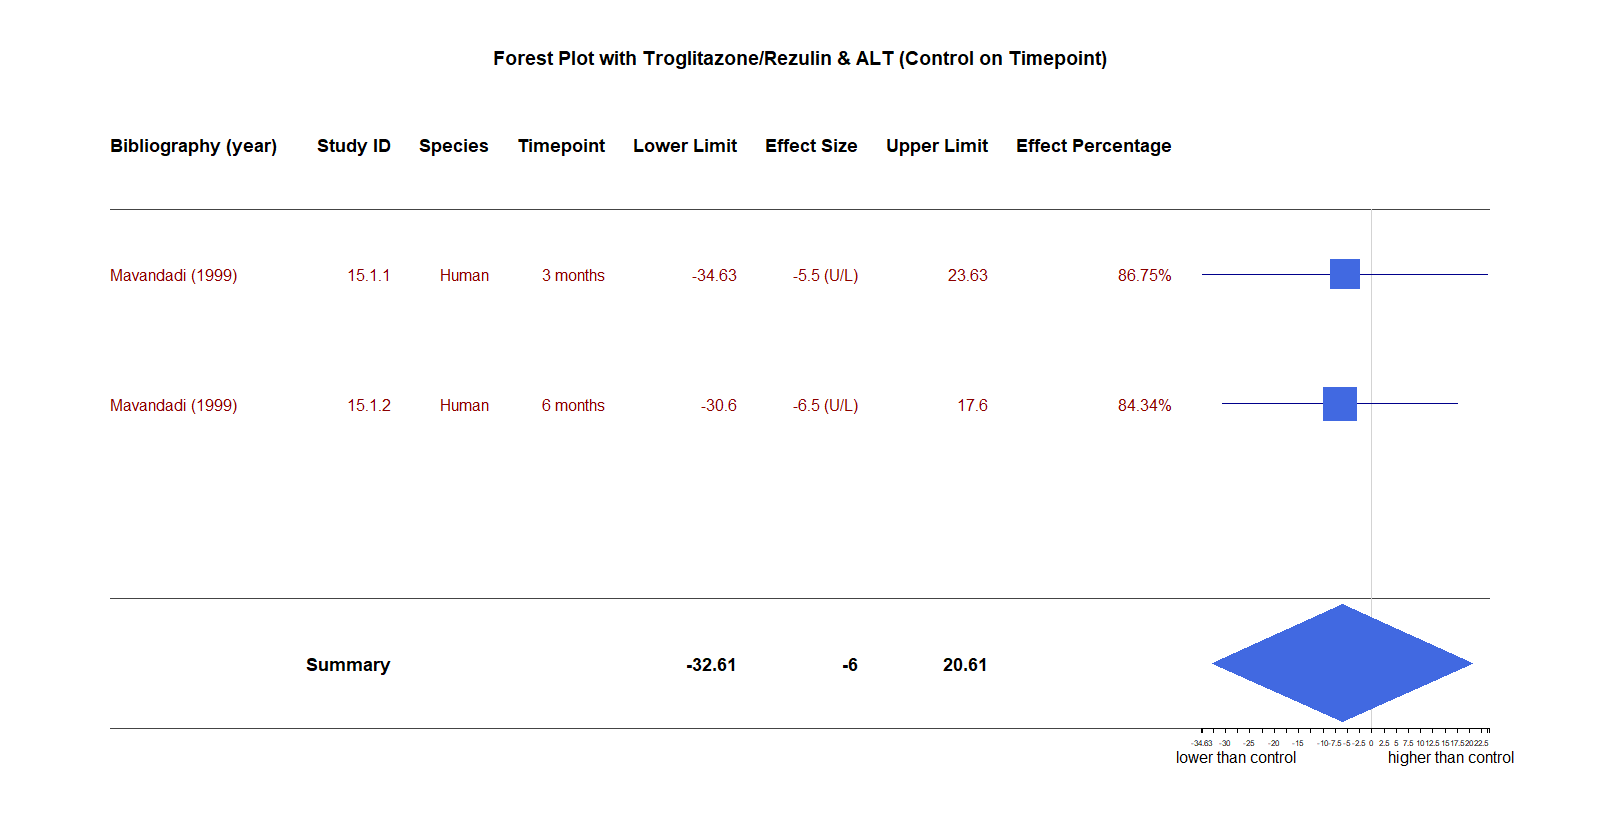 Forest Plot with Troglitazone/Rezulin & ALT (Control on Timepoint)
Bibliography (year) Study ID Species Timepoint Lower Limit Effect Size Upper Limit Effect Percentage
Mavandadi (1999) 15.1.1 Human 3 months -34.63 -5.5 (U/L) 23.63 86.75%
Mavandadi (1999) 15.1.2 Human 6 months -30.6 -6.5 (U/L) 17.6 84.34%
Summary -32.61 -6 20.61
-34.63 -30 -25 -20 -15 -10 -7.5 -5 -2.5 0 2.5 5 7.5 10 12.5 15 17.5 20 22.5
lower than control higher than control